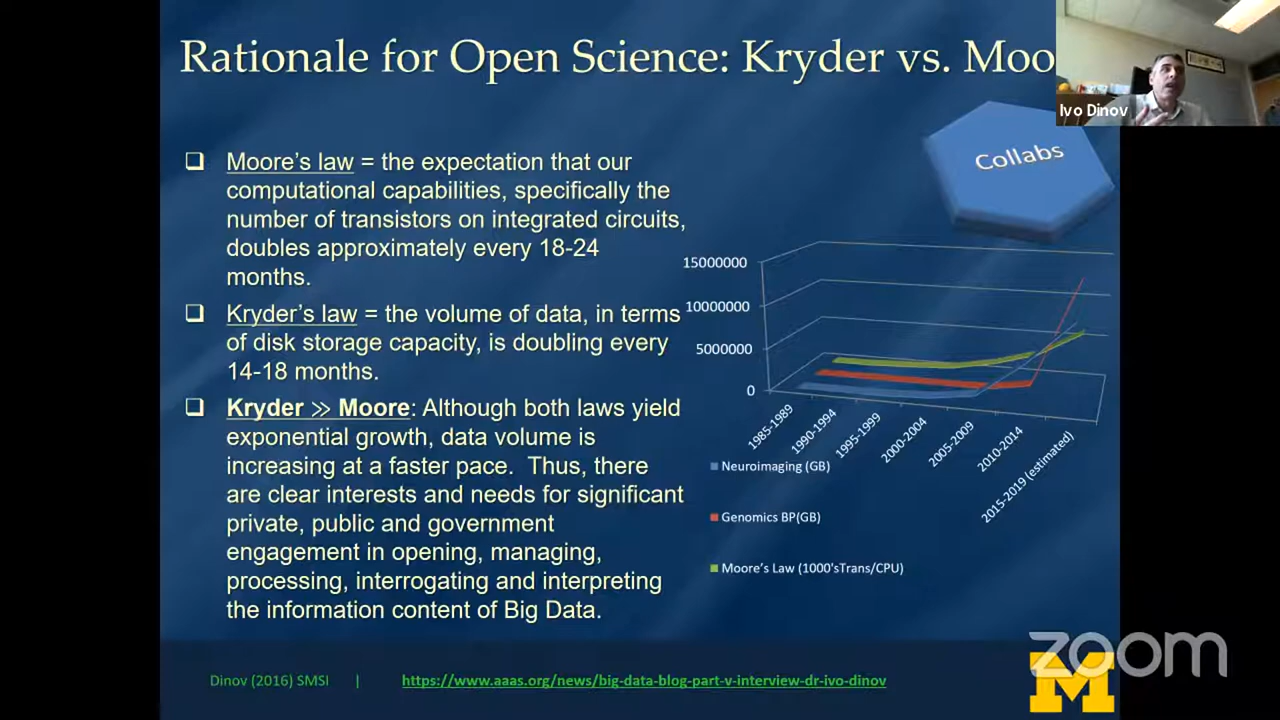 Rationale for Open Science: Kryder vs. Moo
Ivo Dinov
Collabs
❑ Moore's law = the expectation that our
computational capabilities, specifically the
number of transistors on integrated circuits,
doubles approximately every 18-24
months.
❑ Kryder's law = the volume of data, in terms
of disk storage capacity, is doubling every
14-18 months.
❑ Kryder ≫ Moore: Although both laws yield
exponential growth, data volume is
increasing at a faster pace. Thus, there
are clear interests and needs for significant
private, public and government
engagement in opening, managing,
processing, interrogating and interpreting
the information content of Big Data.
15000000
10000000
5000000
0
1985-1989
1990-1994
1995-1999
2000-2004
2005-2009
2010-2014
2015-2019 (estimated)
Neuroimaging (GB)
Genomics BP(GB)
Moore's Law (1000'sTrans/CPU)
Dinov (2016) SMSI | https://www.aaas.org/news/big-data-blog-part-v-interview-dr-ivo-dinov
zoom
M